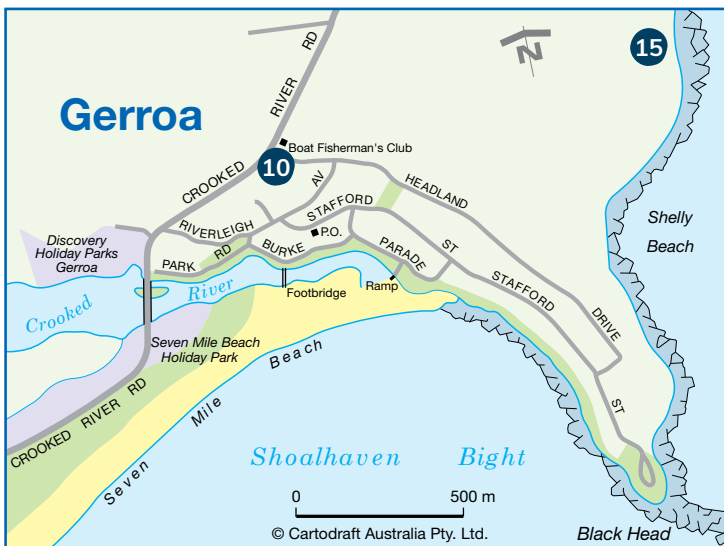 RD
15
N
RIVER
Gerroa
Boat Fisherman's Club
10
CROOKED
AV
HEADLAND
STAFFORD
RIVERLEIGH
Shelly
Beach
P.O.
Discovery
Holiday Parks
Gerroa
RD
BURKE
PARADE
ST
PARK
STAFFORD
Crooked
River
Footbridge
Ramp
DRIVE
Seven Mile Beach
Holiday Park
CROOKED RIVER RD
Seven Mile Beach
ST
Shoalhaven Bight
0
500 m
© Cartodraft Australia Pty. Ltd.
Black Head